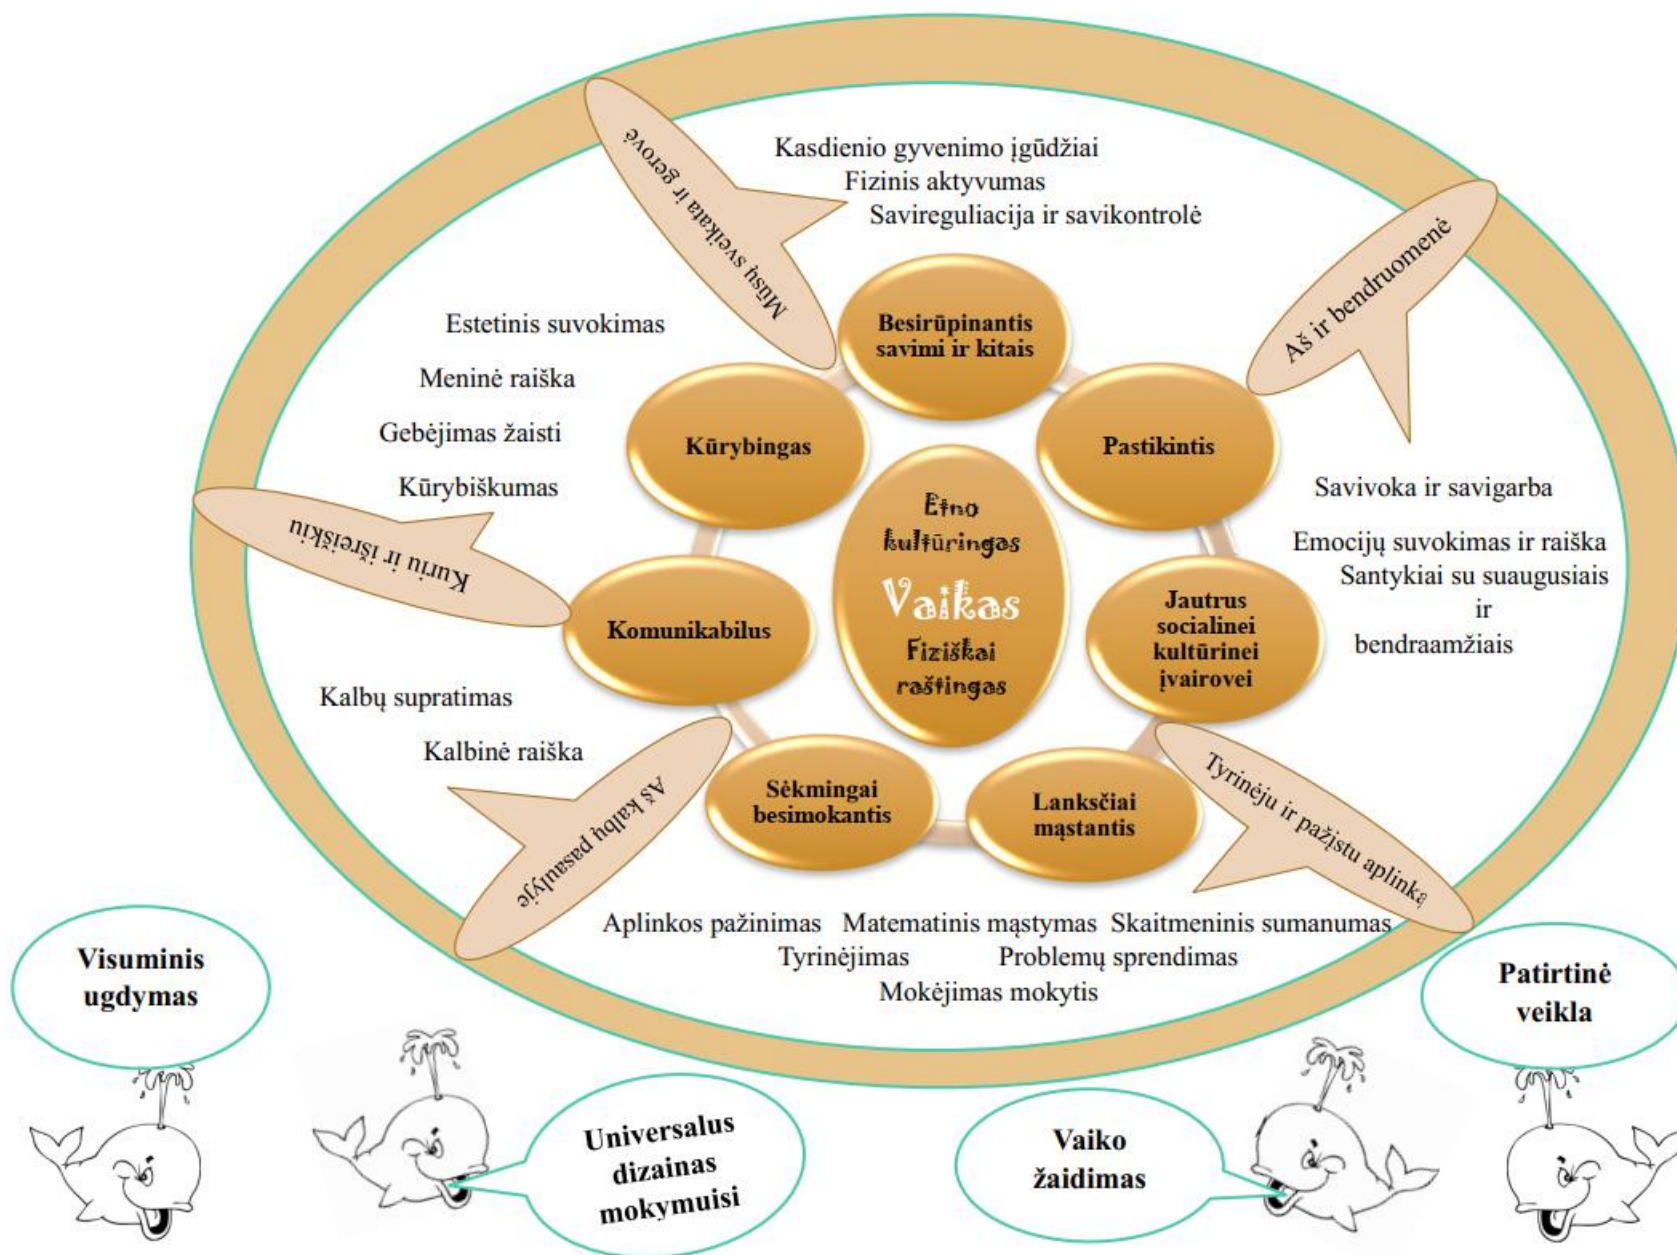 Mūsų sveikata ir gerovė
Kasdienio gyvenimo įgūdžiai
Fizinis aktyvumas
Savireguliacija ir savikontrolė
Aš ir bendruomenė
Savivoka ir savigarba
Emocijų suvokimas ir raiška
Santykiai su suaugusiais
ir
bendraamžiais
Tyrinėju ir pažįstu aplinką
Aplinkos pažinimas Matematinis mąstymas Skaitmeninis sumanumas
Tyrinėjimas Problemų sprendimas
Mokėjimas mokytis
Aš kalbų pasaulyje
Kalbų supratimas
Kalbinė raiška
Kuriu ir išreiškiu
Estetinis suvokimas
Meninė raiška
Gebėjimas žaisti
Kūrybiškumas
Besirūpinantis
savimi ir kitais
Pastikintis
Jautrus
socialinei
kultūrinei
įvairovei
Lanksčiai
mąstantis
Sėkmingai
besimokantis
Komunikabilus
Kūrybingas
Etno
kultūringas
Vaikas
Fiziškai
raštingas
Visuminis
ugdymas
Universalus
dizainas
mokymuisi
Vaiko
žaidimas
Patirtinė
veikla